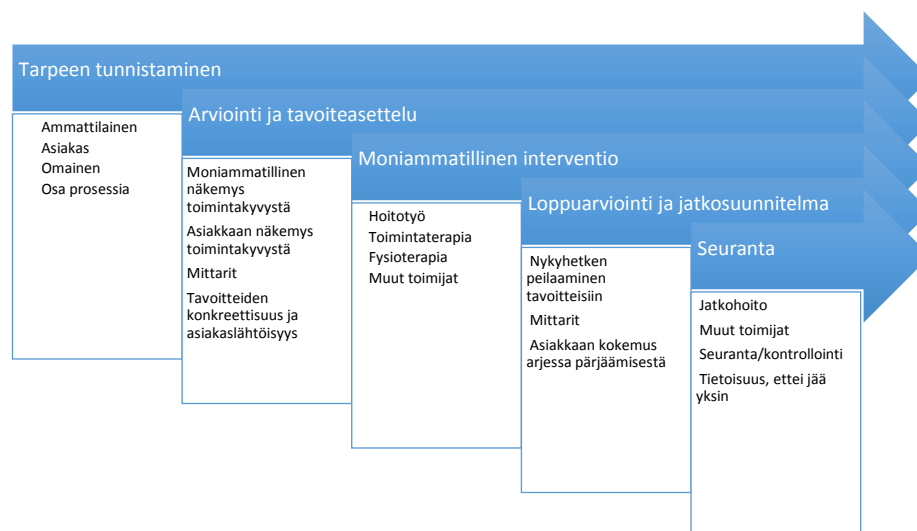 Tarpeen tunnistaminen
Ammattilainen
Asiakas
Omainen
Osa prosessia
Arviointi ja tavoiteasettelu
Moniammatillinen
näkemys
toimintakyvystä
Asiakkaan näkemys
toimintakyvystä
Mittarit
Tavoitteiden
konkreettisuus ja
asiakaslähtöisyys
Moniammatillinen interventio
Hoitotyö
Toimintaterapia
Fysioterapia
Muut toimijat
Loppuarviointi ja jatkosuunnitelma
Nykyhetken
peilaaminen
tavoitteisiin
Mittarit
Asiakkaan kokemus
arjessa pärjäämisestä
Seuranta
Jatkohoito
Muut toimijat
Seuranta/kontrollointi
Tietoisuus, ettei jää
yksin